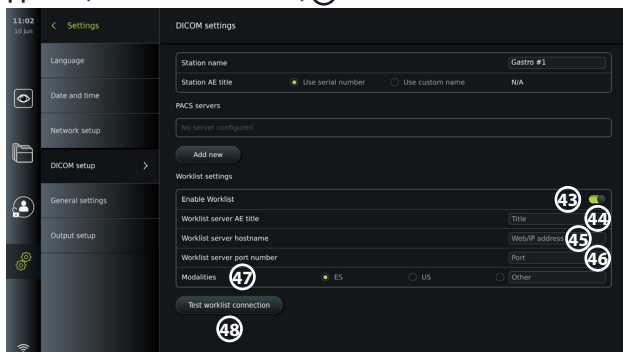 11:02
10 Jun
Settings
DICOM settings
Language
Date and time
Network setup
DICOM setup
General settings
Output setup
Station name Gastro #1
Station AE title Use serial number Use custom name N/A
PACS servers
No server configured
Add new
Worklist settings
Enable Worklist 43
Worklist server AE title Title 44
Worklist server hostname Web/IP address 45
Worklist server port number Port 46
Modalities 47 ES US Other
Test worklist connection
48